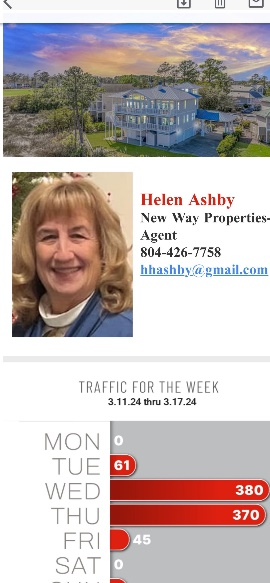 Helen Ashby
New Way Properties-
Agent
804-426-7758
hhashby@gmail.com
TRAFFIC FOR THE WEEK
3.11.24 thru 3.17.24
MON 0
TUE 61
WED 380
THU 370
FRI 45
SAT 0